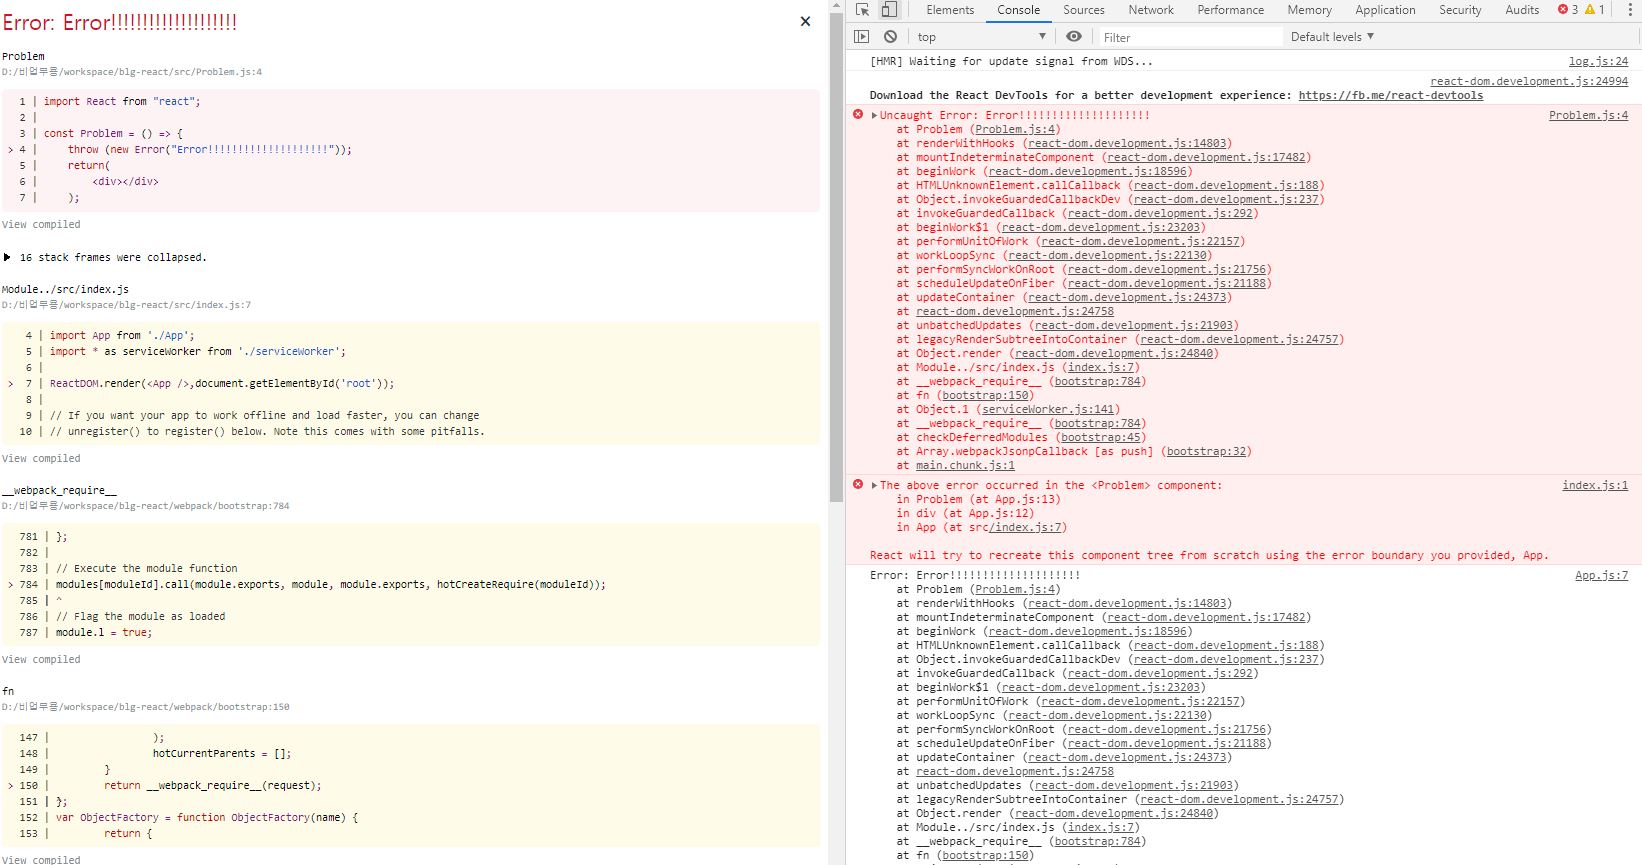 Error: Error!!!!!!!!!!!!!!!!!!!!
×
Problem
D:/비얼무룡/workspace/blg-react/src/Problem.js:4
1 | import React from "react";
2 |
3 | const Problem = () => {
> 4 |     throw (new Error("Error!!!!!!!!!!!!!!!!!!!!"));
5 |     return(
6 |         <div></div>
7 |     );
View compiled
▶ 16 stack frames were collapsed.
Module../src/index.js
D:/비얼무룡/workspace/blg-react/src/index.js:7
4 | import App from './App';
5 | import * as serviceWorker from './serviceWorker';
6 |
> 7 | ReactDOM.render(<App />,document.getElementById('root'));
8 |
9 | // If you want your app to work offline and load faster, you can change
10 | // unregister() to register() below. Note this comes with some pitfalls.
View compiled
__webpack_require__
D:/비얼무룡/workspace/blg-react/webpack/bootstrap:784
781 | };
782 |
783 | // Execute the module function
> 784 | modules[moduleId].call(module.exports, module, module.exports, hotCreateRequire(moduleId));
785 | ^
786 | // Flag the module as loaded
787 | module.l = true;
View compiled
fn
D:/비얼무룡/workspace/blg-react/webpack/bootstrap:150
147 |                 );
148 |                 hotCurrentParents = [];
149 |         }
> 150 |         return __webpack_require__(request);
151 | };
152 | var ObjectFactory = function ObjectFactory(name) {
153 |         return {
View compiled
Elements Console Sources Network Performance Memory Application Security Audits 3 1
top Filter Default levels ▼
[HMR] Waiting for update signal from WDS... log.js:24
react-dom.development.js:24994
Download the React DevTools for a better development experience: https://fb.me/react-devtools
▶Uncaught Error: Error!!!!!!!!!!!!!!!!!!!! Problem.js:4
at Problem (Problem.js:4)
at renderWithHooks (react-dom.development.js:14803)
at mountIndeterminateComponent (react-dom.development.js:17482)
at beginWork (react-dom.development.js:18596)
at HTMLUnknownElement.callCallback (react-dom.development.js:188)
at Object.invokeGuardedCallbackDev (react-dom.development.js:237)
at invokeGuardedCallback (react-dom.development.js:292)
at beginWork$1 (react-dom.development.js:23203)
at performUnitOfWork (react-dom.development.js:22157)
at workLoopSync (react-dom.development.js:22130)
at performSyncWorkOnRoot (react-dom.development.js:21756)
at scheduleUpdateOnFiber (react-dom.development.js:21188)
at updateContainer (react-dom.development.js:24373)
at react-dom.development.js:24758
at unbatchedUpdates (react-dom.development.js:21903)
at legacyRenderSubtreeIntoContainer (react-dom.development.js:24757)
at Object.render (react-dom.development.js:24840)
at Module../src/index.js (index.js:7)
at __webpack_require__ (bootstrap:784)
at fn (bootstrap:150)
at Object.1 (serviceWorker.js:141)
at __webpack_require__ (bootstrap:784)
at checkDeferredModules (bootstrap:45)
at Array.webpackJsonpCallback [as push] (bootstrap:32)
at main.chunk.js:1
▶The above error occurred in the <Problem> component: index.js:1
in Problem (at App.js:13)
in div (at App.js:12)
in App (at src/index.js:7)
React will try to recreate this component tree from scratch using the error boundary you provided, App.
Error: Error!!!!!!!!!!!!!!!!!!!! App.js:7
at Problem (Problem.js:4)
at renderWithHooks (react-dom.development.js:14803)
at mountIndeterminateComponent (react-dom.development.js:17482)
at beginWork (react-dom.development.js:18596)
at HTMLUnknownElement.callCallback (react-dom.development.js:188)
at Object.invokeGuardedCallbackDev (react-dom.development.js:237)
at invokeGuardedCallback (react-dom.development.js:292)
at beginWork$1 (react-dom.development.js:23203)
at performUnitOfWork (react-dom.development.js:22157)
at workLoopSync (react-dom.development.js:22130)
at performSyncWorkOnRoot (react-dom.development.js:21756)
at scheduleUpdateOnFiber (react-dom.development.js:21188)
at updateContainer (react-dom.development.js:24373)
at react-dom.development.js:24758
at unbatchedUpdates (react-dom.development.js:21903)
at legacyRenderSubtreeIntoContainer (react-dom.development.js:24757)
at Object.render (react-dom.development.js:24840)
at Module../src/index.js (index.js:7)
at __webpack_require__ (bootstrap:784)
at fn (bootstrap:150)